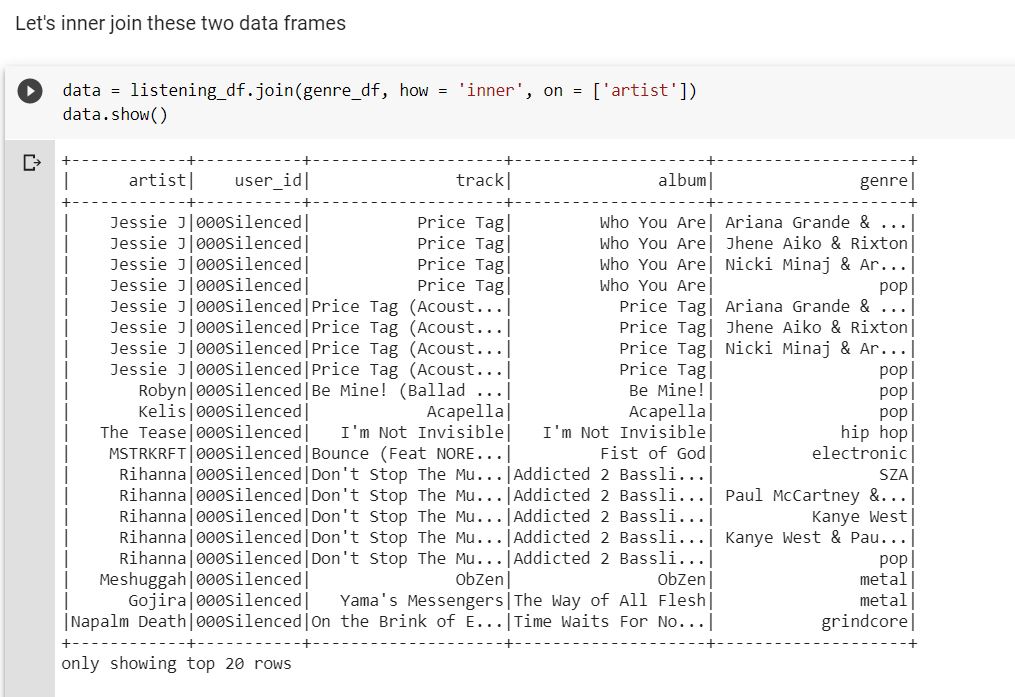 Let's inner join these two data frames
data = listening_df.join(genre_df, how = 'inner', on = ['artist'])
data.show()
+------------+-----------+--------------------+--------------------+--------------------+
|      artist|    user_id|               track|               album|               genre|
+------------+-----------+--------------------+--------------------+--------------------+
|    Jessie J|000Silenced|           Price Tag|         Who You Are| Ariana Grande & ...|
|    Jessie J|000Silenced|           Price Tag|         Who You Are| Jhene Aiko & Rixton|
|    Jessie J|000Silenced|           Price Tag|         Who You Are| Nicki Minaj & Ar...|
|    Jessie J|000Silenced|           Price Tag|         Who You Are|                 pop|
|    Jessie J|000Silenced|Price Tag (Acoust...|           Price Tag| Ariana Grande & ...|
|    Jessie J|000Silenced|Price Tag (Acoust...|           Price Tag| Jhene Aiko & Rixton|
|    Jessie J|000Silenced|Price Tag (Acoust...|           Price Tag| Nicki Minaj & Ar...|
|    Jessie J|000Silenced|Price Tag (Acoust...|           Price Tag|                 pop|
|       Robyn|000Silenced|Be Mine! (Ballad ...|            Be Mine!|                 pop|
|       Kelis|000Silenced|            Acapella|            Acapella|                 pop|
|   The Tease|000Silenced|   I'm Not Invisible|   I'm Not Invisible|             hip hop|
|    MSTRKRFT|000Silenced|Bounce (Feat NORE...|         Fist of God|          electronic|
|     Rihanna|000Silenced|Don't Stop The Mu...|Addicted 2 Bassli...|                 SZA|
|     Rihanna|000Silenced|Don't Stop The Mu...|Addicted 2 Bassli...| Paul McCartney &...|
|     Rihanna|000Silenced|Don't Stop The Mu...|Addicted 2 Bassli...|          Kanye West|
|     Rihanna|000Silenced|Don't Stop The Mu...|Addicted 2 Bassli...| Kanye West & Pau...|
|     Rihanna|000Silenced|Don't Stop The Mu...|Addicted 2 Bassli...|                 pop|
|   Meshuggah|000Silenced|               ObZen|               ObZen|               metal|
|      Gojira|000Silenced|   Yama's Messengers|The Way of All Flesh|               metal|
|Napalm Death|000Silenced|On the Brink of E...|Time Waits For No...|           grindcore|
+------------+-----------+--------------------+--------------------+--------------------+
only showing top 20 rows